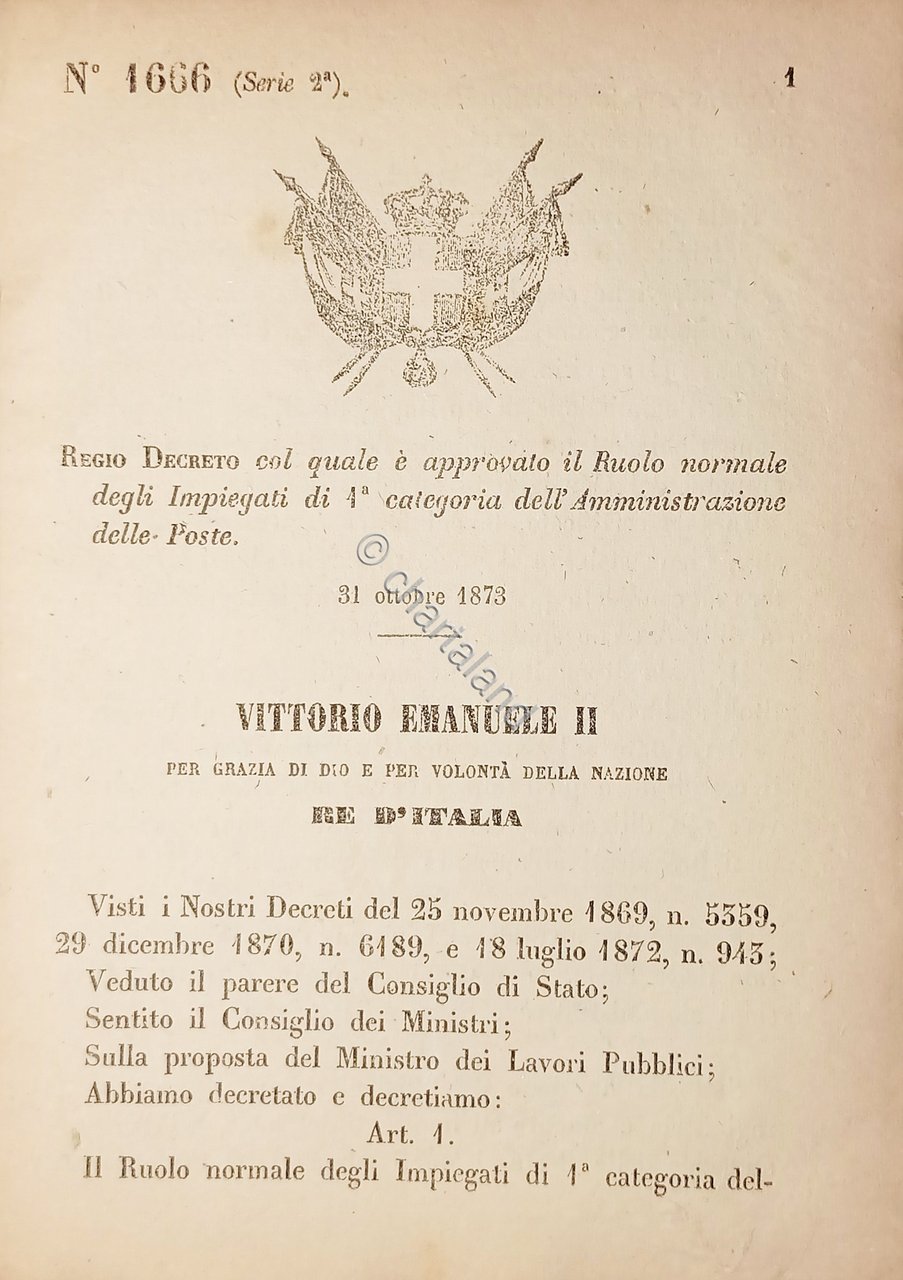 N° 1666 (Serie 2ª).
1
REGIO DECRETO col quale è approvato il Ruolo normale
degli Impiegati di 1ª categoria dell'Amministrazione
delle Poste.
31 ottobre 1873
© chartaland
VITTORIO EMANUELE II
PER GRAZIA DI DIO E PER VOLONTÀ DELLA NAZIONE
RE D'ITALIA
Visti i Nostri Decreti del 25 novembre 1869, n. 5359,
29 dicembre 1870, n. 6189, e 18 luglio 1872, n. 943;
Veduto il parere del Consiglio di Stato;
Sentito il Consiglio dei Ministri;
Sulla proposta del Ministro dei Lavori Pubblici;
Abbiamo decretato e decretiamo:
Art. 1.
Il Ruolo normale degli Impiegati di 1ª categoria del-